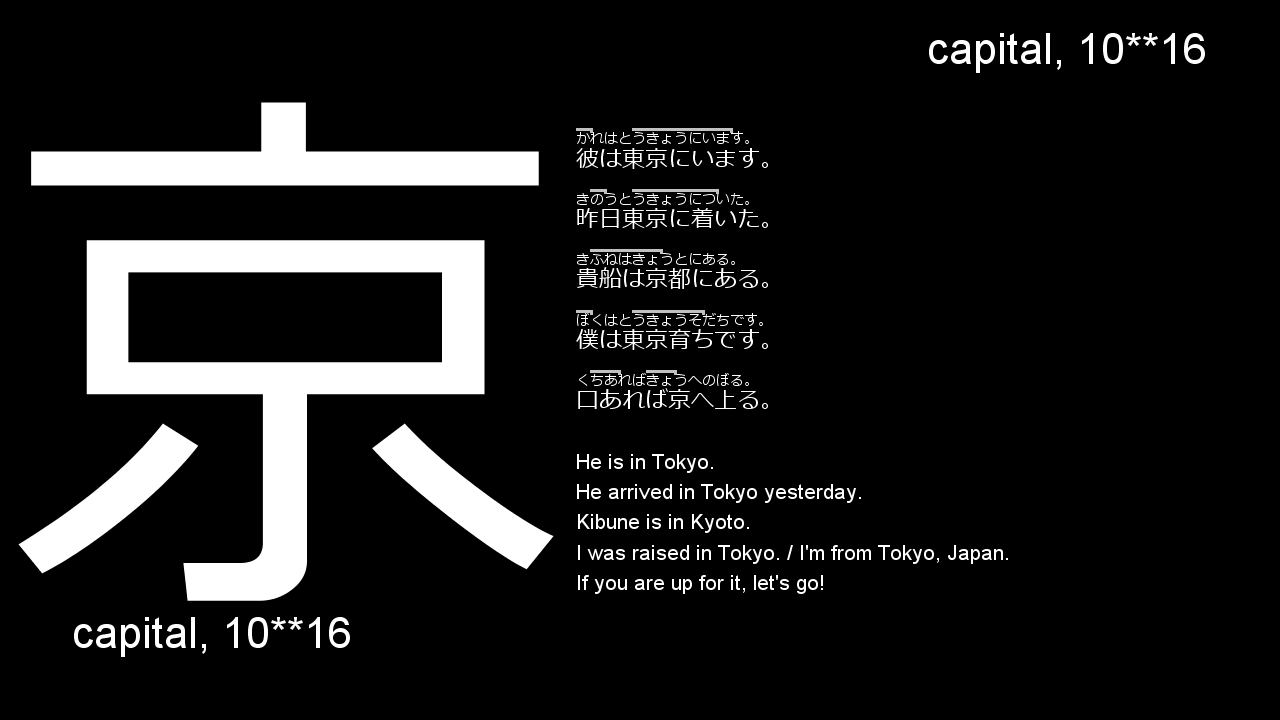 capital, 10**16
京
かれはとうきょうにいます。
彼は東京にいます。
きのうとうきょうについた。
昨日東京に着いた。
きふねはきょうとにある。
貴船は京都にある。
ぼくはとうきょうそだちです。
僕は東京育ちです。
くちあればきょうへのぼる。
口あれば京へ上る。
He is in Tokyo.
He arrived in Tokyo yesterday.
Kibune is in Kyoto.
I was raised in Tokyo. / I'm from Tokyo, Japan.
If you are up for it, let's go!
capital, 10**16